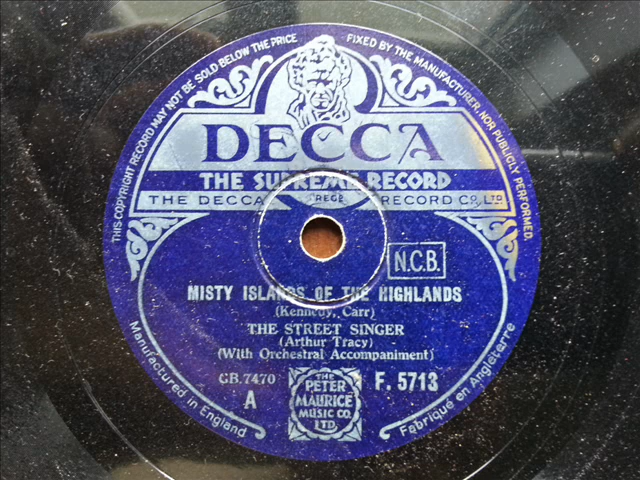 THIS COPYRIGHT RECORD MAY NOT BE SOLD BELOW THE PRICE FIXED BY THE MANUFACTURER, NOR PUBLICLY PERFORMED.
DECCA
THE SUPREME RECORD
THE DECCA RECORD CO. LTD
REGD
N.C.B.
MISTY ISLANDS OF THE HIGHLANDS
(Kennedy, Carr)
THE STREET SINGER
(Arthur Tracy)
(With Orchestral Accompaniment)
GB.7470
A
THE
PETER
MAURICE
MUSIC CO.
LTD.
F. 5713
Manufactured in England
Fabriqué en Angleterre